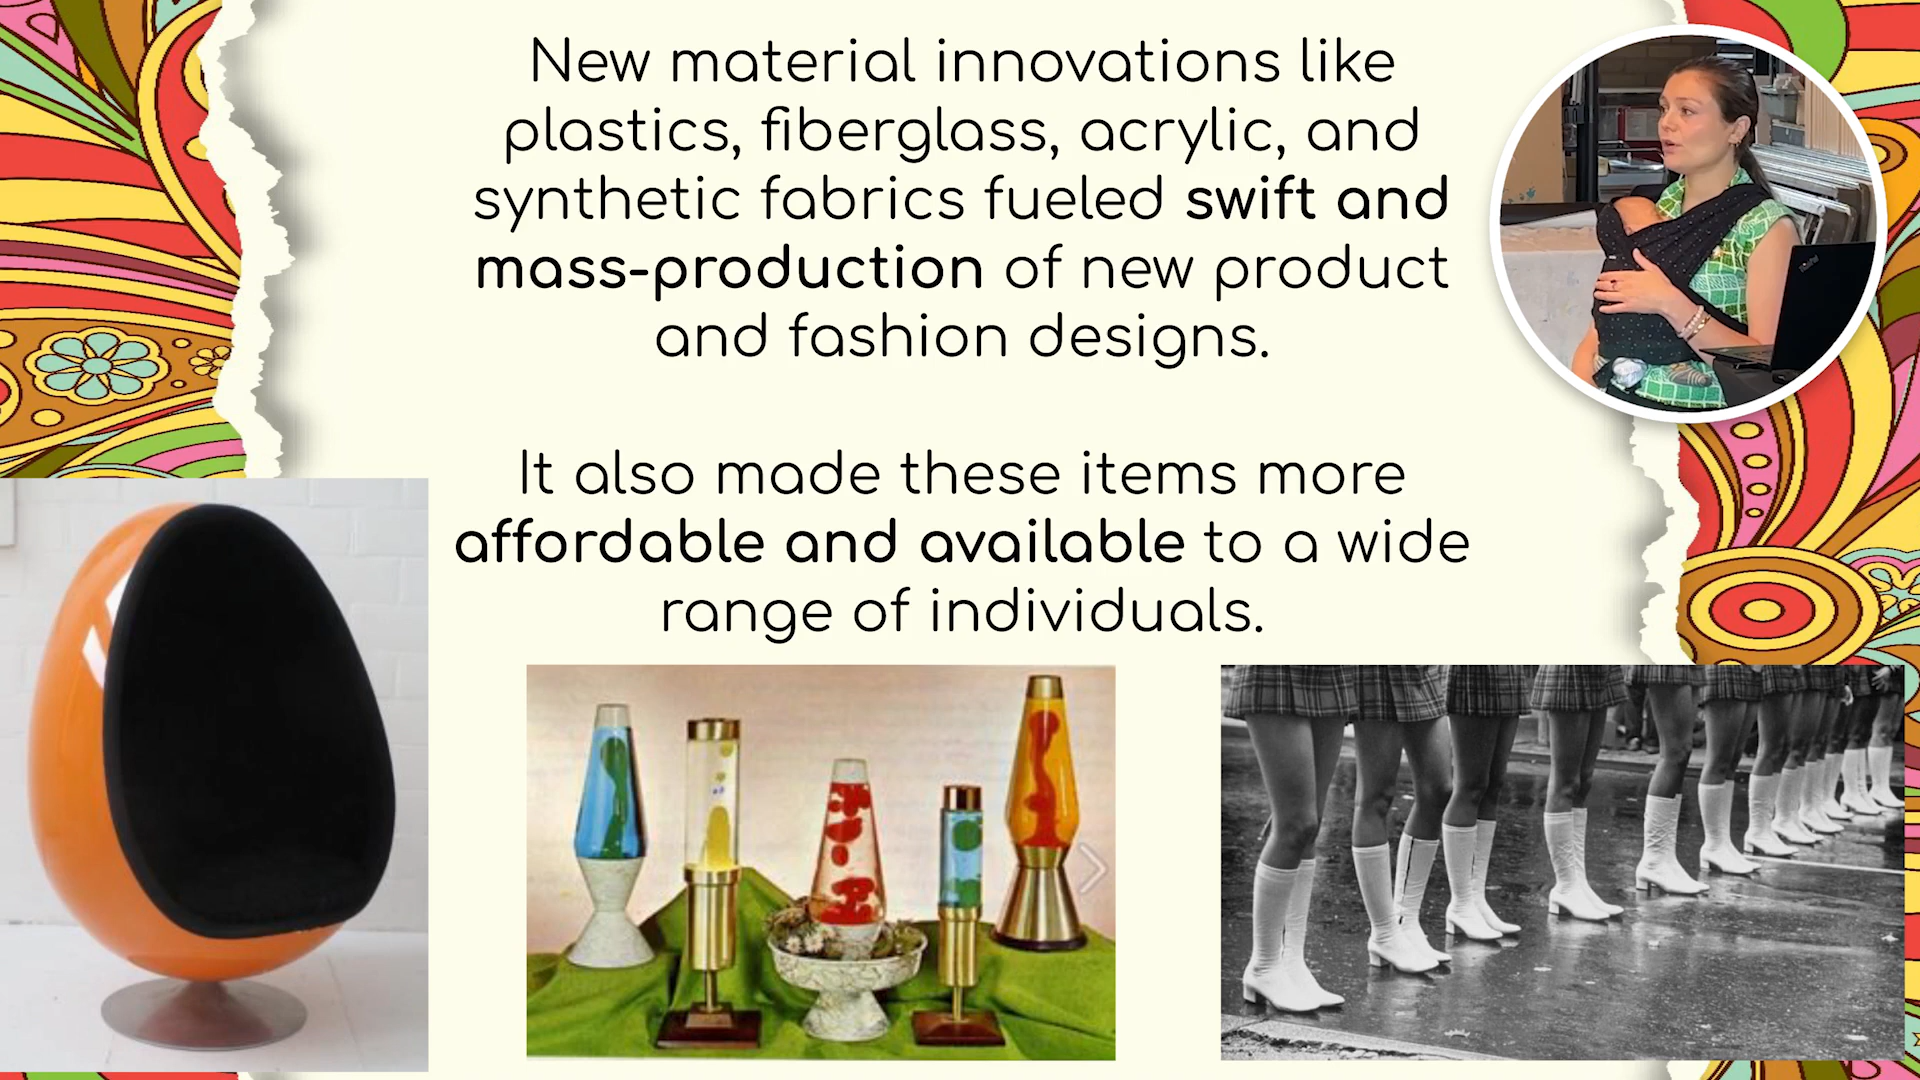 New material innovations like
plastics, fiberglass, acrylic, and
synthetic fabrics fueled swift and
mass-production of new product
and fashion designs.
It also made these items more
affordable and available to a wide
range of individuals.